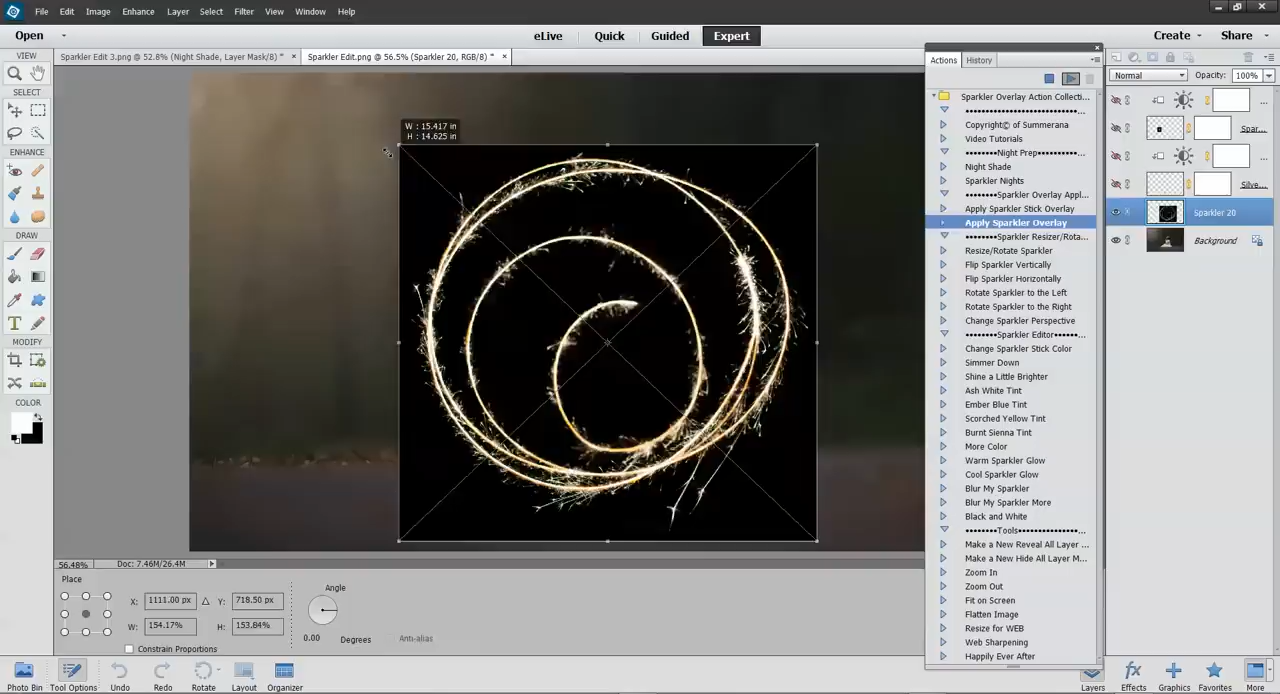 File Edit Image Enhance Layer Select Filter View Window Help
Open eLive Quick Guided Expert Create Share
VIEW
Sparkler Edit 3.png @ 52.8% (Night Shade, Layer Mask/8) * ×
Sparkler Edit.png @ 56.5% (Sparkler 20, RGB/8) * ×
SELECT
ENHANCE
DRAW
MODIFY
COLOR
W : 15.417 in
H : 14.625 in
Actions History
Sparkler Overlay Action Collecti...
Copyright© of Summerana
Video Tutorials
••••••••Night Prep••••••••••...
Night Shade
Sparkler Nights
••••••••Sparkler Overlay Appl...
Apply Sparkler Stick Overlay
Apply Sparkler Overlay
••••••••Sparkler Resizer/Rota...
Resize/Rotate Sparkler
Flip Sparkler Vertically
Flip Sparkler Horizontally
Rotate Sparkler to the Left
Rotate Sparkler to the Right
Change Sparkler Perspective
••••••••Sparkler Editor••••••...
Change Sparkler Stick Color
Simmer Down
Shine a Little Brighter
Ash White Tint
Ember Blue Tint
Scorched Yellow Tint
Burnt Sienna Tint
More Color
Warm Sparkler Glow
Cool Sparkler Glow
Blur My Sparkler
Blur My Sparkler More
Black and White
••••••••Tools•••••••••••••••...
Make a New Reveal All Layer ...
Make a New Hide All Layer M...
Zoom In
Zoom Out
Fit on Screen
Flatten Image
Resize for WEB
Web Sharpening
Happily Ever After
Normal Opacity: 100%
...
Spar...
...
Silve...
Sparkler 20
Background
56.48% Doc: 7.46M/26.4M
Place
X: 1111.00 px Y: 718.50 px
W: 154.17% H: 153.84%
Constrain Proportions
Angle
0.00 Degrees Anti-alias
Photo Bin Tool Options Undo Redo Rotate Layout Organizer
Layers Effects Graphics Favorites More